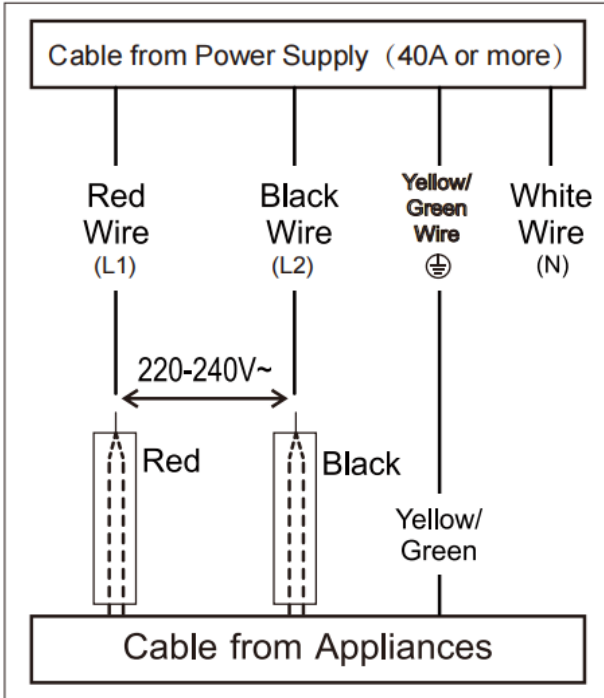 Cable from Power Supply（40A or more）
Red
Wire
(L1)
Black
Wire
(L2)
Yellow/
Green
Wire
White
Wire
(N)
220-240V~
Red
Black
Yellow/
Green
Cable from Appliances